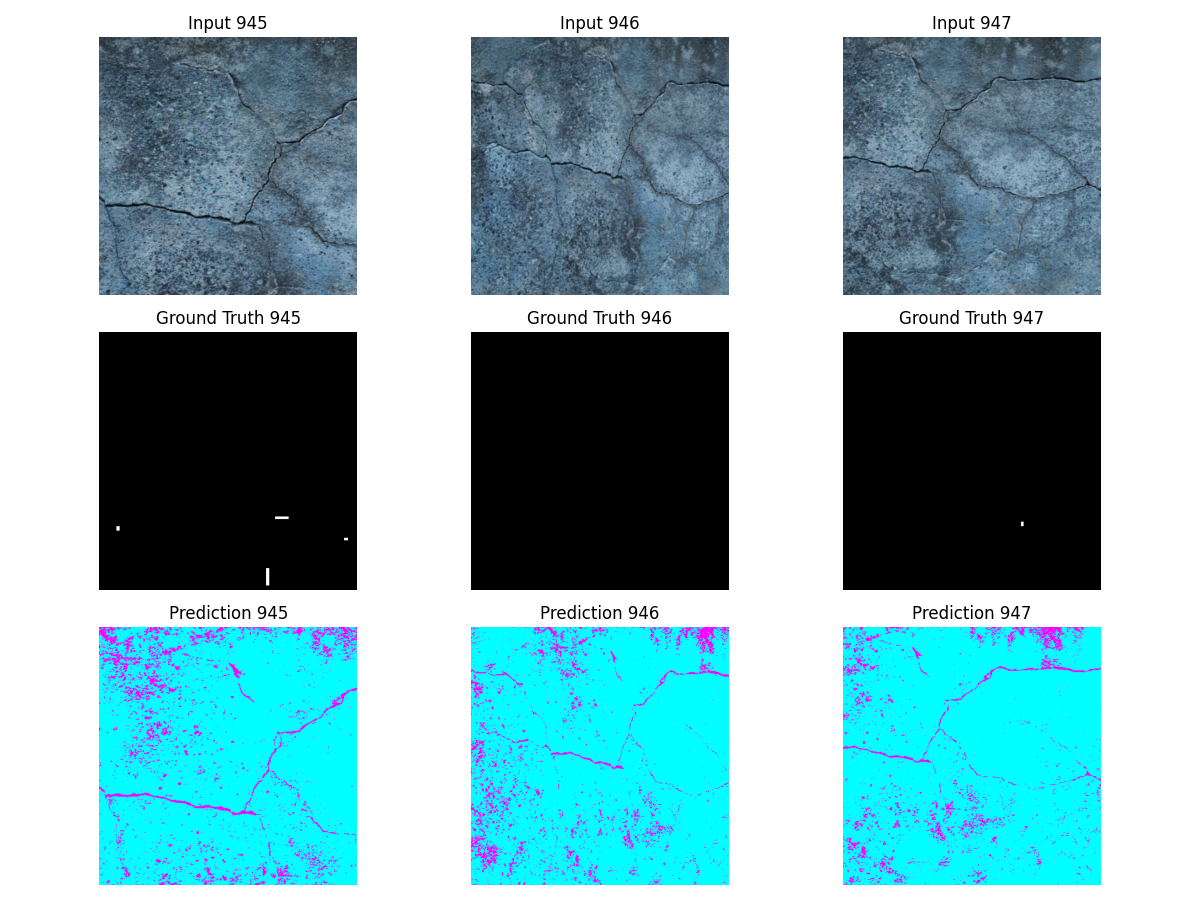 Input 945
Input 946
Input 947
Ground Truth 945
Ground Truth 946
Ground Truth 947
Prediction 945
Prediction 946
Prediction 947